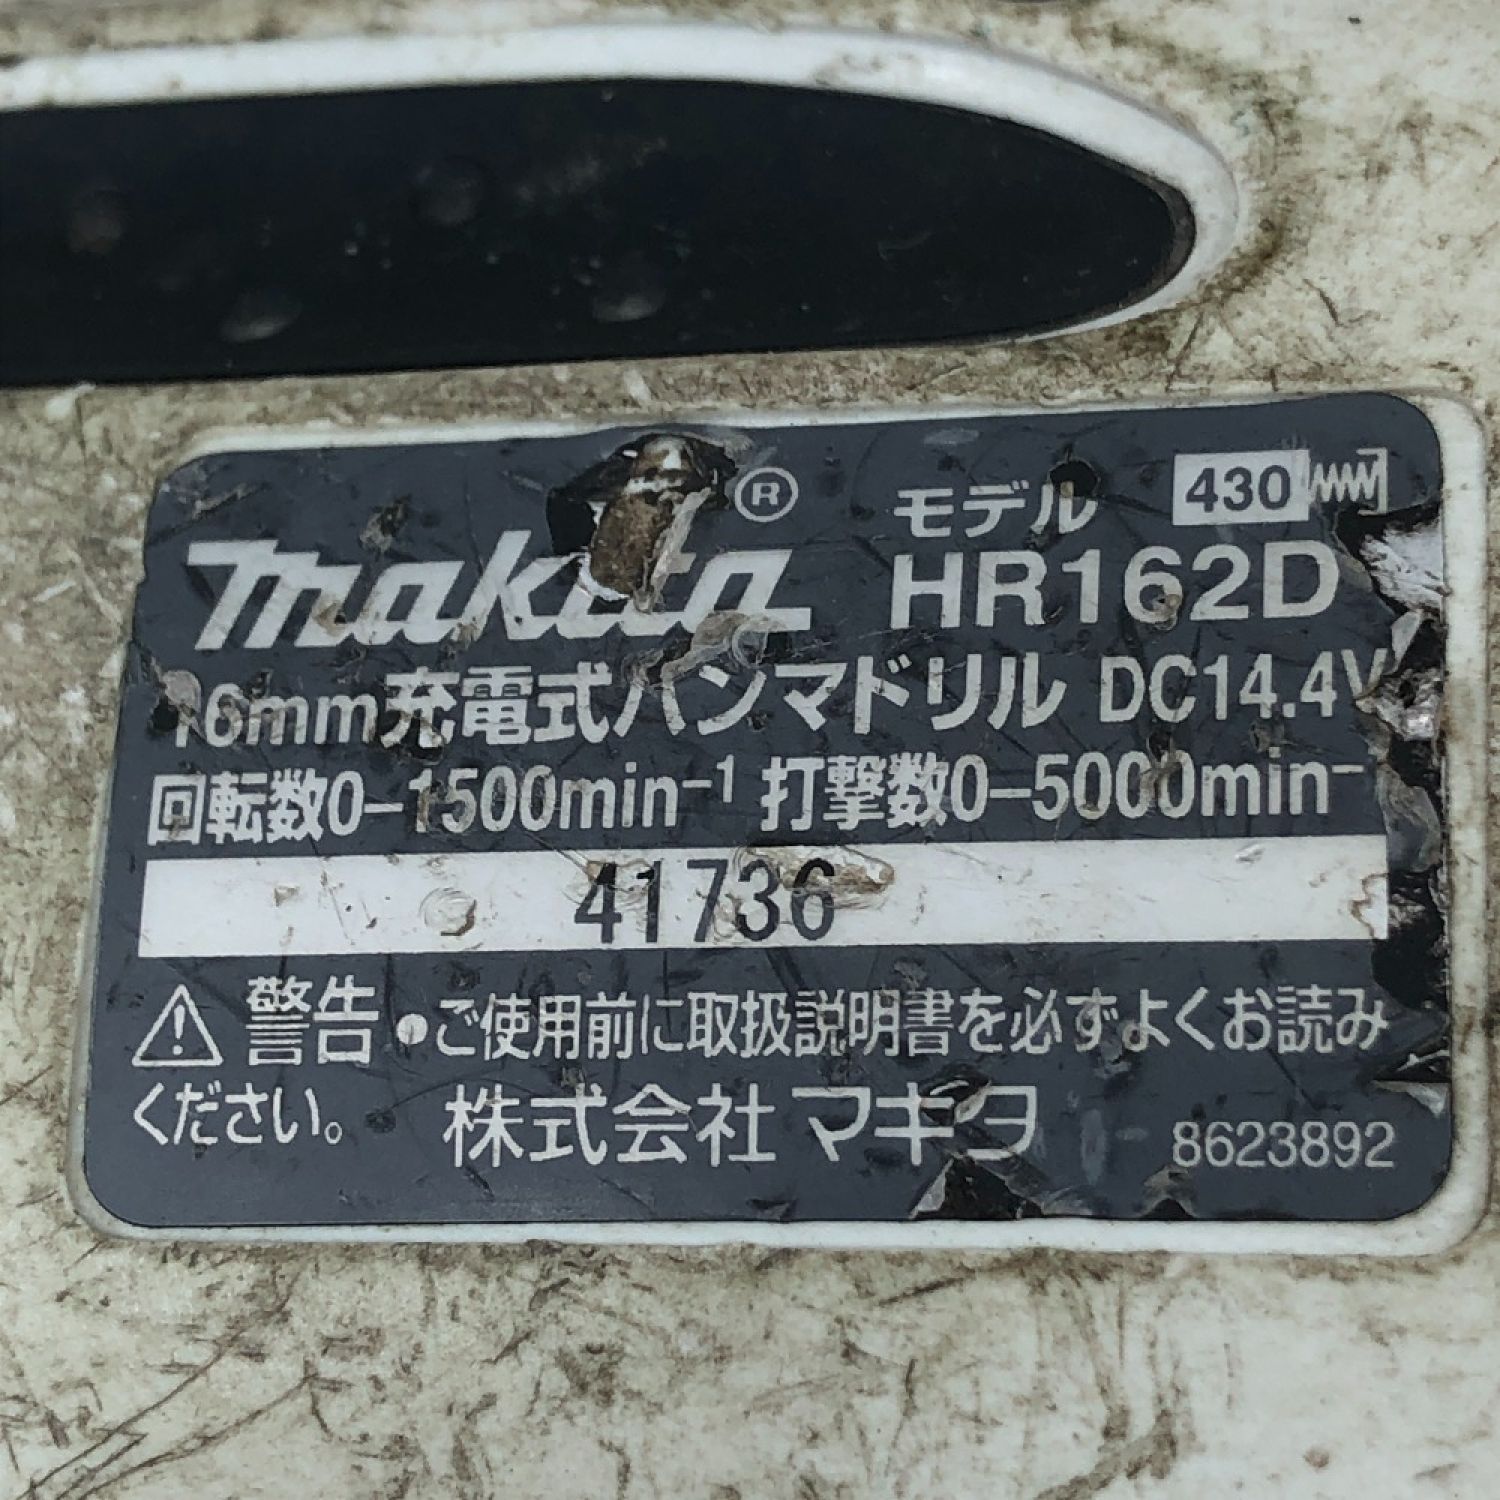 makita® モデル 430
HR162D
16mm充電式ハンマドリル DC14.4V
回転数0-1500min⁻¹ 打撃数0-5000min⁻
41736
警告 ●ご使用前に取扱説明書を必ずよくお読み
ください。 株式会社マキタ 8623892